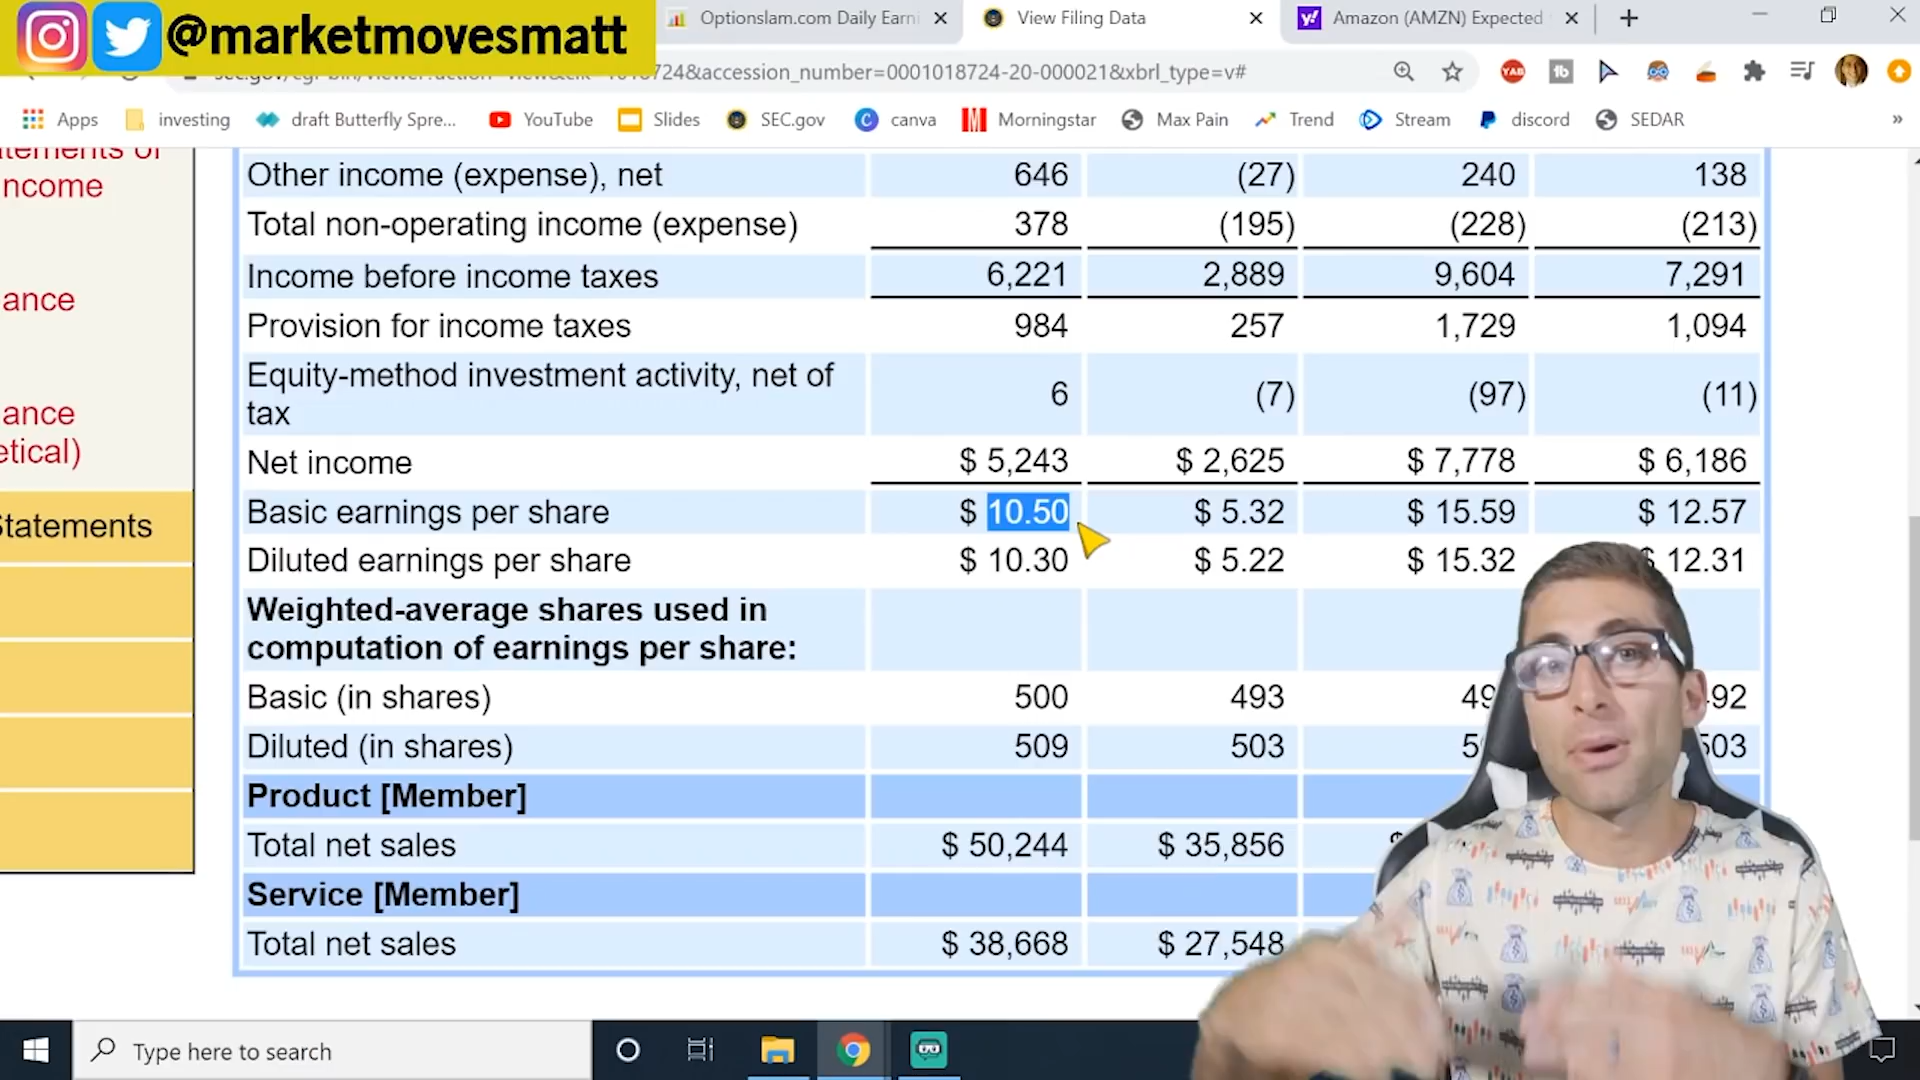 @marketmovesmatt
Optionslam.com Daily Earni
View Filing Data
Amazon (AMZN) Expected
724&accession_number=0001018724-20-000021&xbrl_type=v#
Apps investing draft Butterfly Spre... YouTube Slides SEC.gov canva Morningstar Max Pain Trend Stream discord SEDAR »
ncome
ance
ance
etical)
Statements
Other income (expense), net 646 (27) 240 138
Total non-operating income (expense) 378 (195) (228) (213)
Income before income taxes 6,221 2,889 9,604 7,291
Provision for income taxes 984 257 1,729 1,094
Equity-method investment activity, net of
tax 6 (7) (97) (11)
Net income $ 5,243 $ 2,625 $ 7,778 $ 6,186
Basic earnings per share $ 10.50 $ 5.32 $ 15.59 $ 12.57
Diluted earnings per share $ 10.30 $ 5.22 $ 15.32 $ 12.31
Weighted-average shares used in
computation of earnings per share:
Basic (in shares) 500 493 49 92
Diluted (in shares) 509 503 5 503
Product [Member]
Total net sales $ 50,244 $ 35,856 $
Service [Member]
Total net sales $ 38,668 $ 27,548
Type here to search